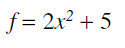 f = 2x² + 5